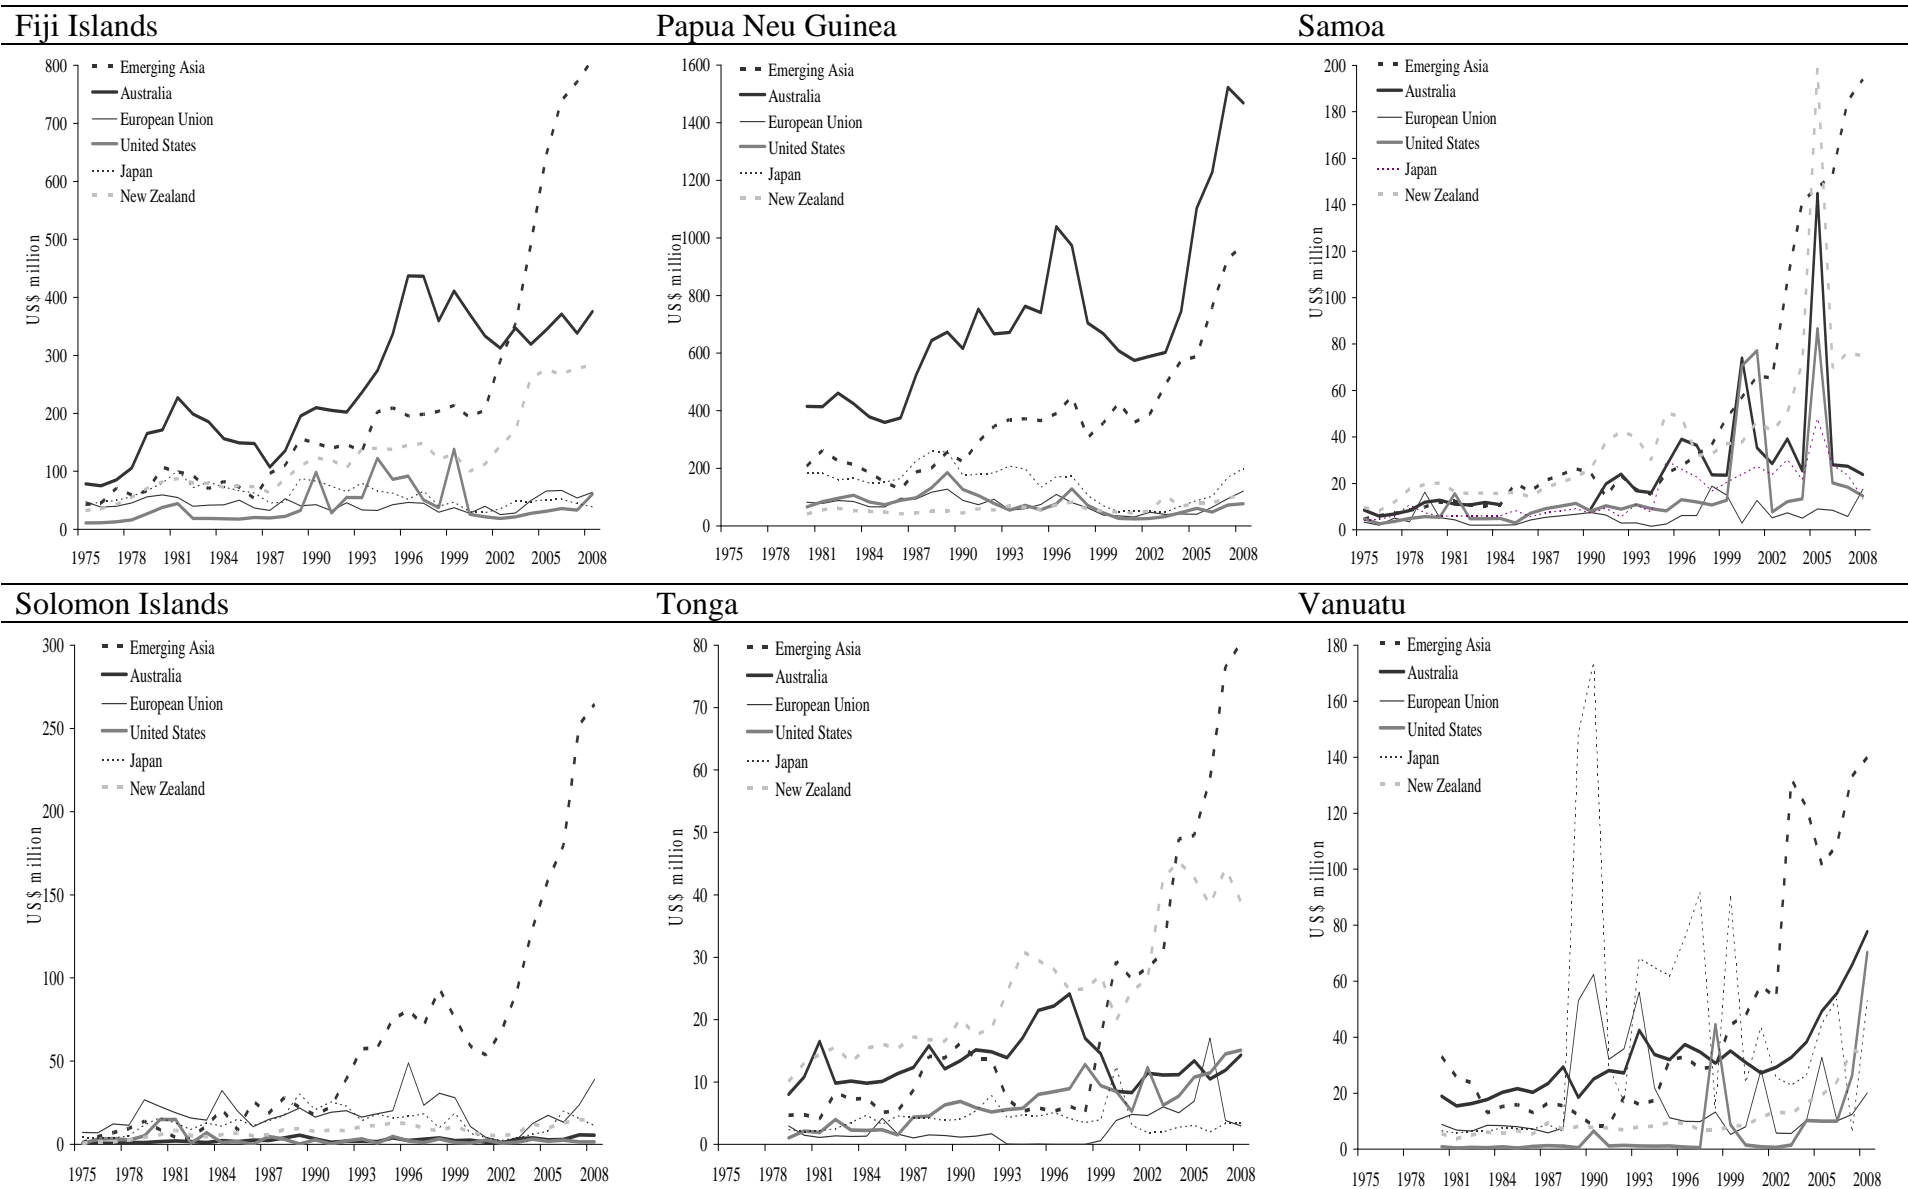 Fiji Islands
Papua Neu Guinea
Samoa
800
700
600
500
400
300
200
100
0
US$ million
Emerging Asia
Australia
European Union
United States
Japan
New Zealand
1975 1978 1981 1984 1987 1990 1993 1996 1999 2002 2005 2008
1600
1400
1200
1000
800
600
400
200
0
US$ million
Emerging Asia
Australia
European Union
United States
Japan
New Zealand
1975 1978 1981 1984 1987 1990 1993 1996 1999 2002 2005 2008
200
180
160
140
120
100
80
60
40
20
0
US$ million
Emerging Asia
Australia
European Union
United States
Japan
New Zealand
1975 1978 1981 1984 1987 1990 1993 1996 1999 2002 2005 2008
Solomon Islands
Tonga
Vanuatu
300
250
200
150
100
50
0
US$ million
Emerging Asia
Australia
European Union
United States
Japan
New Zealand
1975 1978 1981 1984 1987 1990 1993 1996 1999 2002 2005 2008
80
70
60
50
40
30
20
10
0
US$ million
Emerging Asia
Australia
European Union
United States
Japan
New Zealand
1975 1978 1981 1984 1987 1990 1993 1996 1999 2002 2005 2008
180
160
140
120
100
80
60
40
20
0
US$ million
Emerging Asia
Australia
European Union
United States
Japan
New Zealand
1975 1978 1981 1984 1987 1990 1993 1996 1999 2002 2005 2008